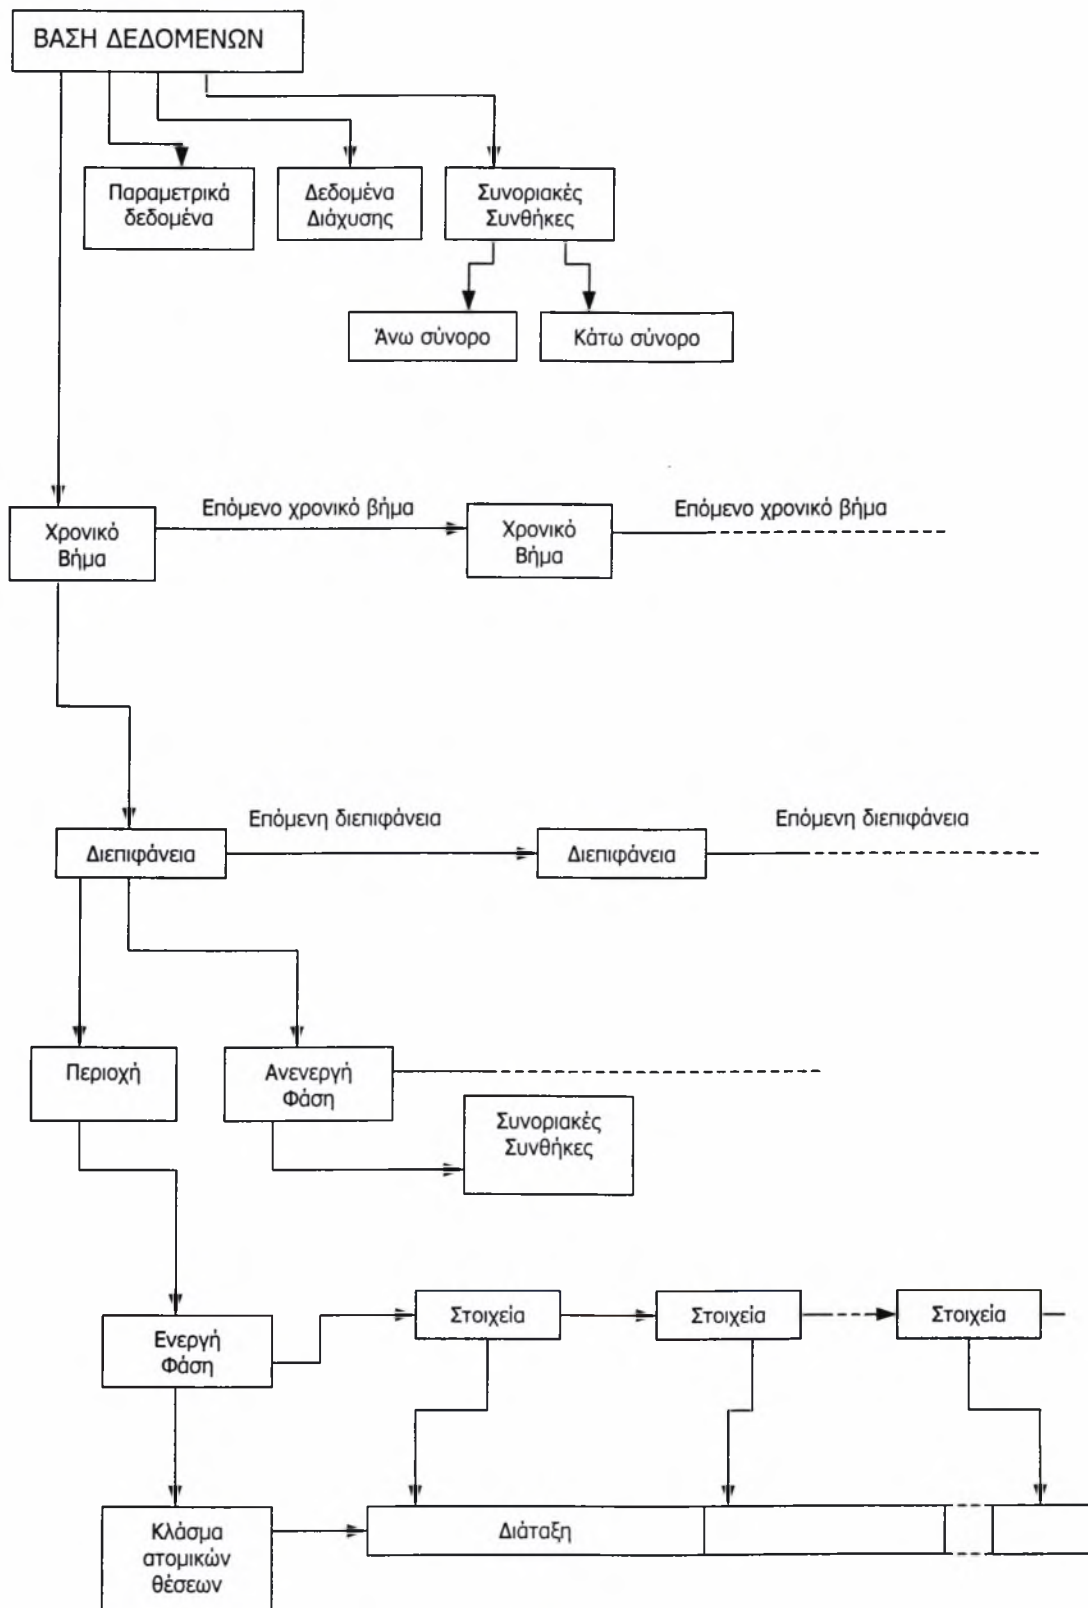 ΒΑΣΗ ΔΕΔΟΜΕΝΩΝ
Παραμετρικά
δεδομένα
Δεδομένα
Διάχυσης
Συνοριακές
Συνθήκες
Άνω σύνορο
Κάτω σύνορο
Χρονικό
Βήμα
Επόμενο χρονικό βήμα
Χρονικό
Βήμα
Επόμενο χρονικό βήμα
Διεπιφάνεια
Επόμενη διεπιφάνεια
Διεπιφάνεια
Επόμενη διεπιφάνεια
Περιοχή
Ανενεργή
Φάση
Συνοριακές
Συνθήκες
Ενεργή
Φάση
Στοιχεία
Στοιχεία
Στοιχεία
Κλάσμα
ατομικών
θέσεων
Διάταξη